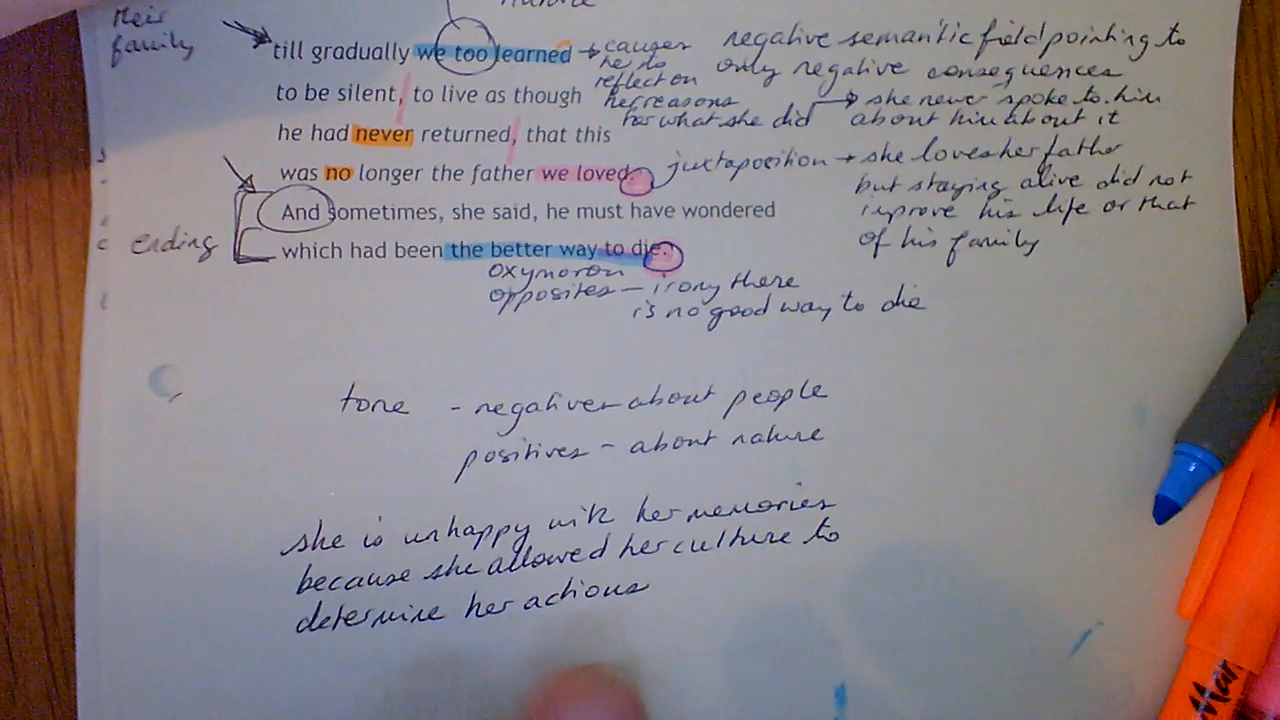 their
family
till gradually we too learned → causes negative semantic field pointing to
he to
reflect on only negative consequences
to be silent, to live as though her reasons → she never spoke to him
for what she did about him about it
he had never returned, that this
was no longer the father we loved. juxtaposition → she loves her father
but staying alive did not
And sometimes, she said, he must have wondered improve his life or that
ending which had been the better way to die. of his family
oxymoron
opposites – irony there
is no good way to die
tone - negatives about people
positives - about nature
she is unhappy with her memories
because she allowed her culture to
determine her actions
Mar